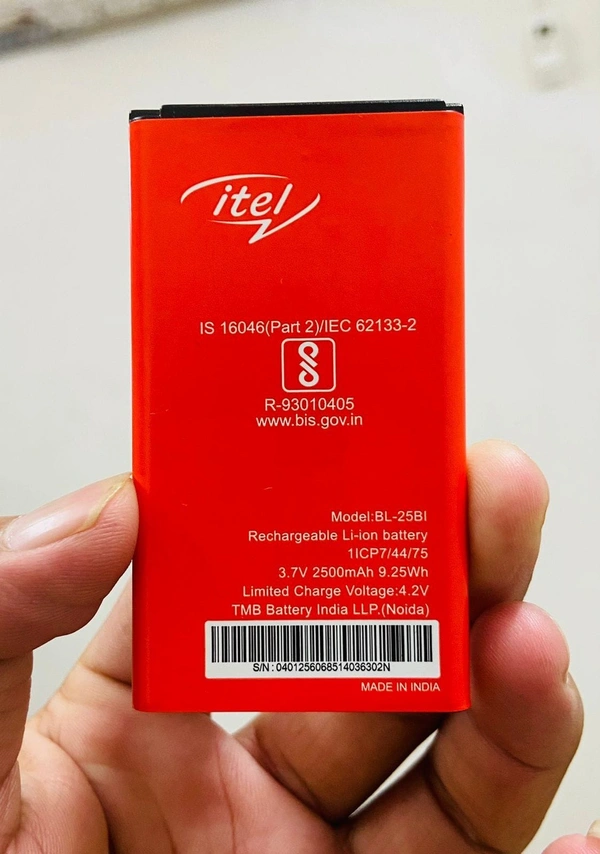 itel
IS 16046(Part 2)/IEC 62133-2
R-93010405
www.bis.gov.in
Model:BL-25BI
Rechargeable Li-ion battery
1ICP7/44/75
3.7V 2500mAh 9.25Wh
Limited Charge Voltage:4.2V
TMB Battery India LLP.(Noida)
S/N : 0401256068514036302N
MADE IN INDIA